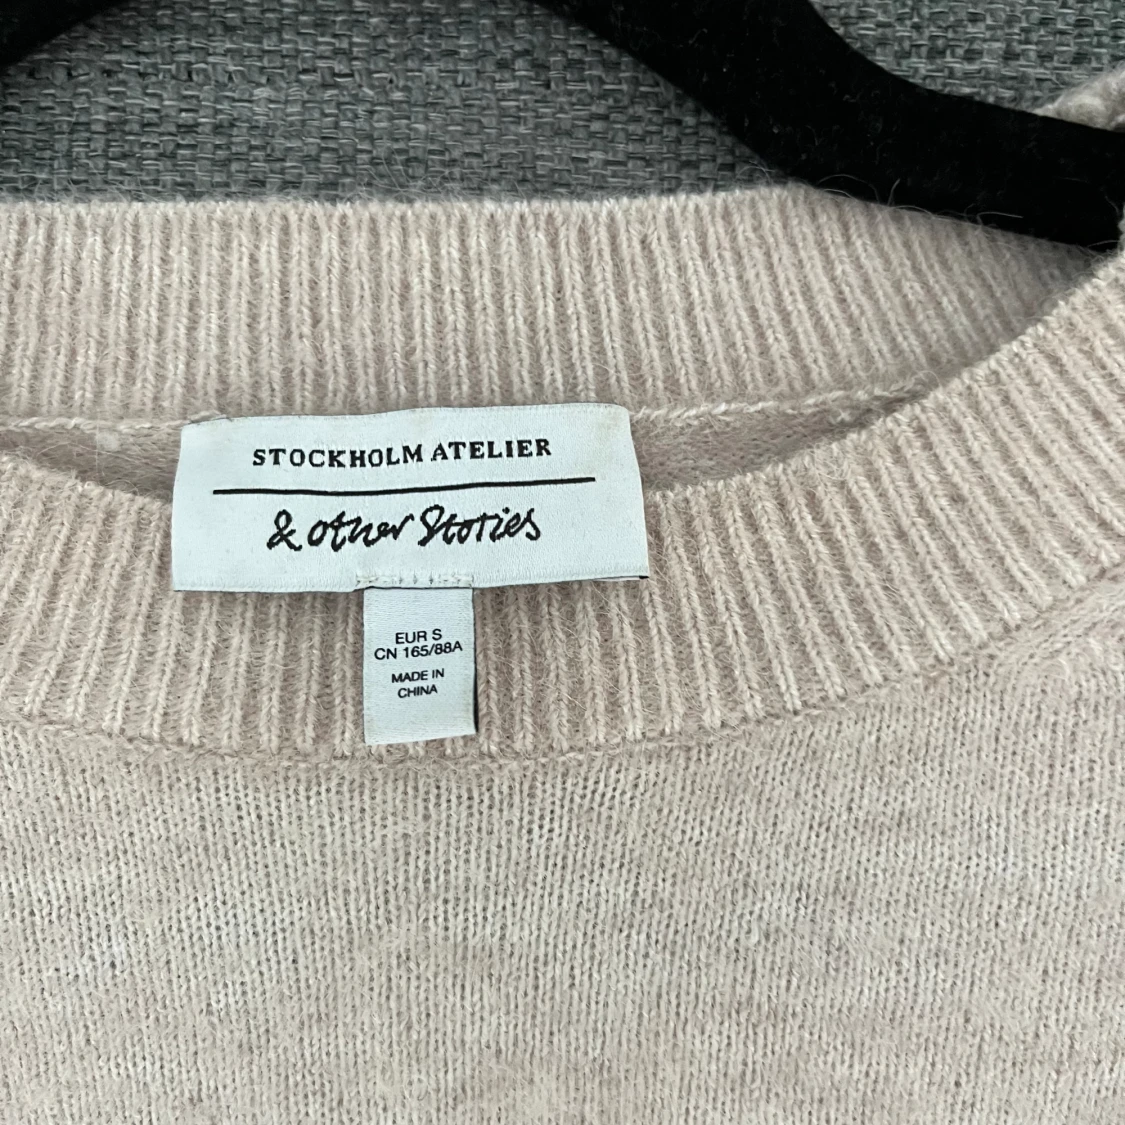 STOCKHOLM ATELIER
& other Stories
EUR S
CN 165/88A
MADE IN
CHINA